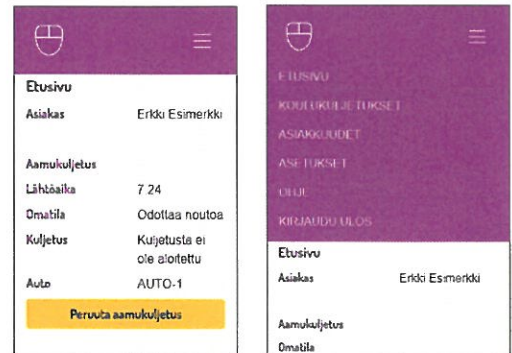 Etusivu
Asiakas Erkki Esimerkki
Aamukuljetus
Lähtöaika 7.24
Omatila Odottaa noutoa
Kuljetus Kuljetusta ei
ole aloitettu
Auto AUTO-1
Peruuta aamukuljetus
ETUSIVU
KOULUKULJETUKSET
ASIAKKUUDET
ASETUKSET
OHJE
KIRJAUDU ULOS
Etusivu
Asiakas Erkki Esimerkki
Aamukuljetus
Omatila